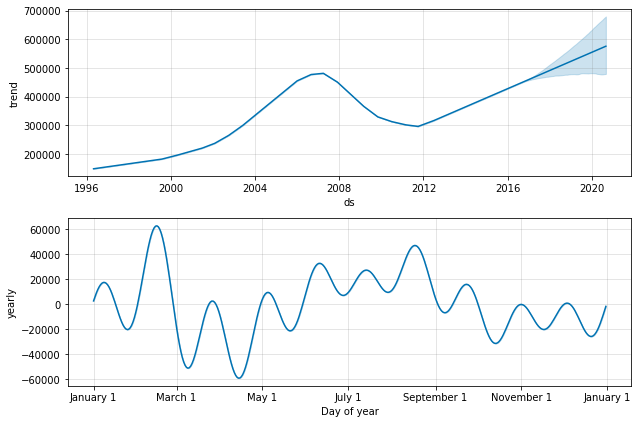 700000
600000
500000
400000
300000
200000
trend
1996 2000 2004 2008 2012 2016 2020
ds
60000
40000
20000
0
−20000
−40000
−60000
yearly
January 1 March 1 May 1 July 1 September 1 November 1 January 1
Day of year